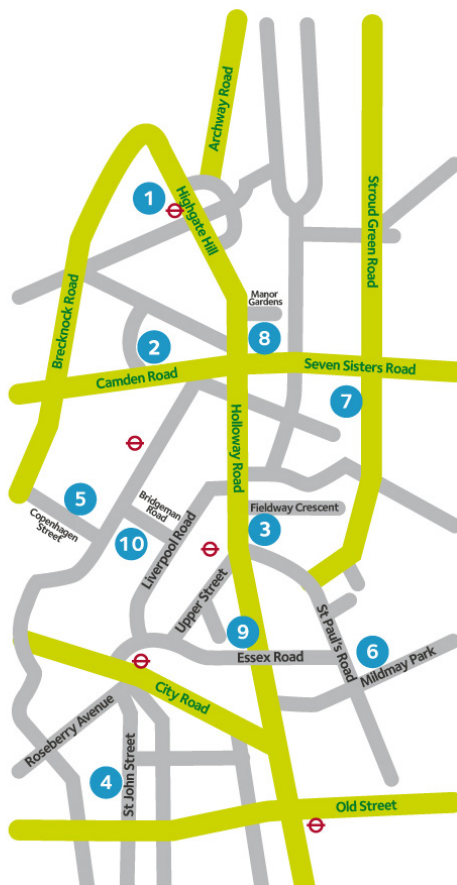 Archway Road
1
Highgate Hill
Stroud Green Road
Brecknock Road
Manor
Gardens
8
2
Camden Road
Seven Sisters Road
7
Holloway Road
5
Copenhagen
Street
Bridgeman
Road
10
Liverpool Road
Fieldway Crescent
3
Upper Street
9
St Paul's Road
6
Essex Road
Mildmay Park
City Road
Roseberry Avenue
4
St John Street
Old Street